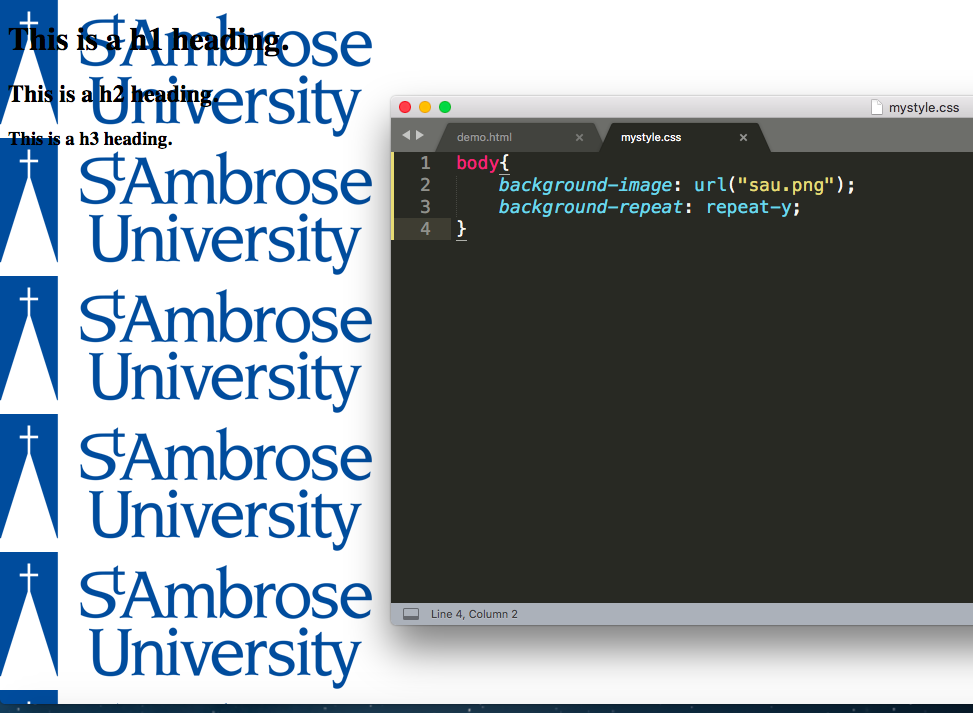 This is a h1 heading.
StAmbrose
University
This is a h2 heading.
This is a h3 heading.
StAmbrose
University
StAmbrose
University
StAmbrose
University
StAmbrose
University
mystyle.css
demo.html × mystyle.css ×
1 body{
2 background-image: url("sau.png");
3 background-repeat: repeat-y;
4 }
Line 4, Column 2